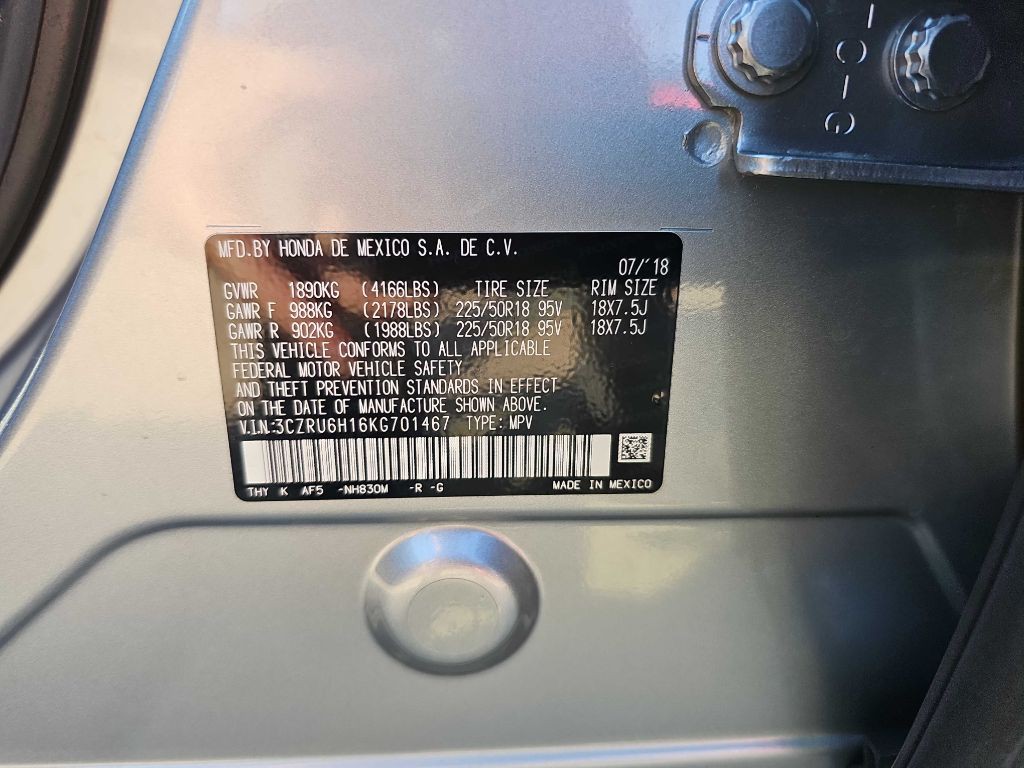 MFD.BY HONDA DE MEXICO S.A. DE C.V.
07/'18
GVWR 1890KG (4166LBS) TIRE SIZE RIM SIZE
GAWR F 988KG (2178LBS) 225/50R18 95V 18X7.5J
GAWR R 902KG (1988LBS) 225/50R18 95V 18X7.5J
THIS VEHICLE CONFORMS TO ALL APPLICABLE
FEDERAL MOTOR VEHICLE SAFETY
AND THEFT PREVENTION STANDARDS IN EFFECT
ON THE DATE OF MANUFACTURE SHOWN ABOVE.
V.I.N:3CZRU6H16KG701467 TYPE: MPV
THY K AF5 -NH830M -R -G MADE IN MEXICO